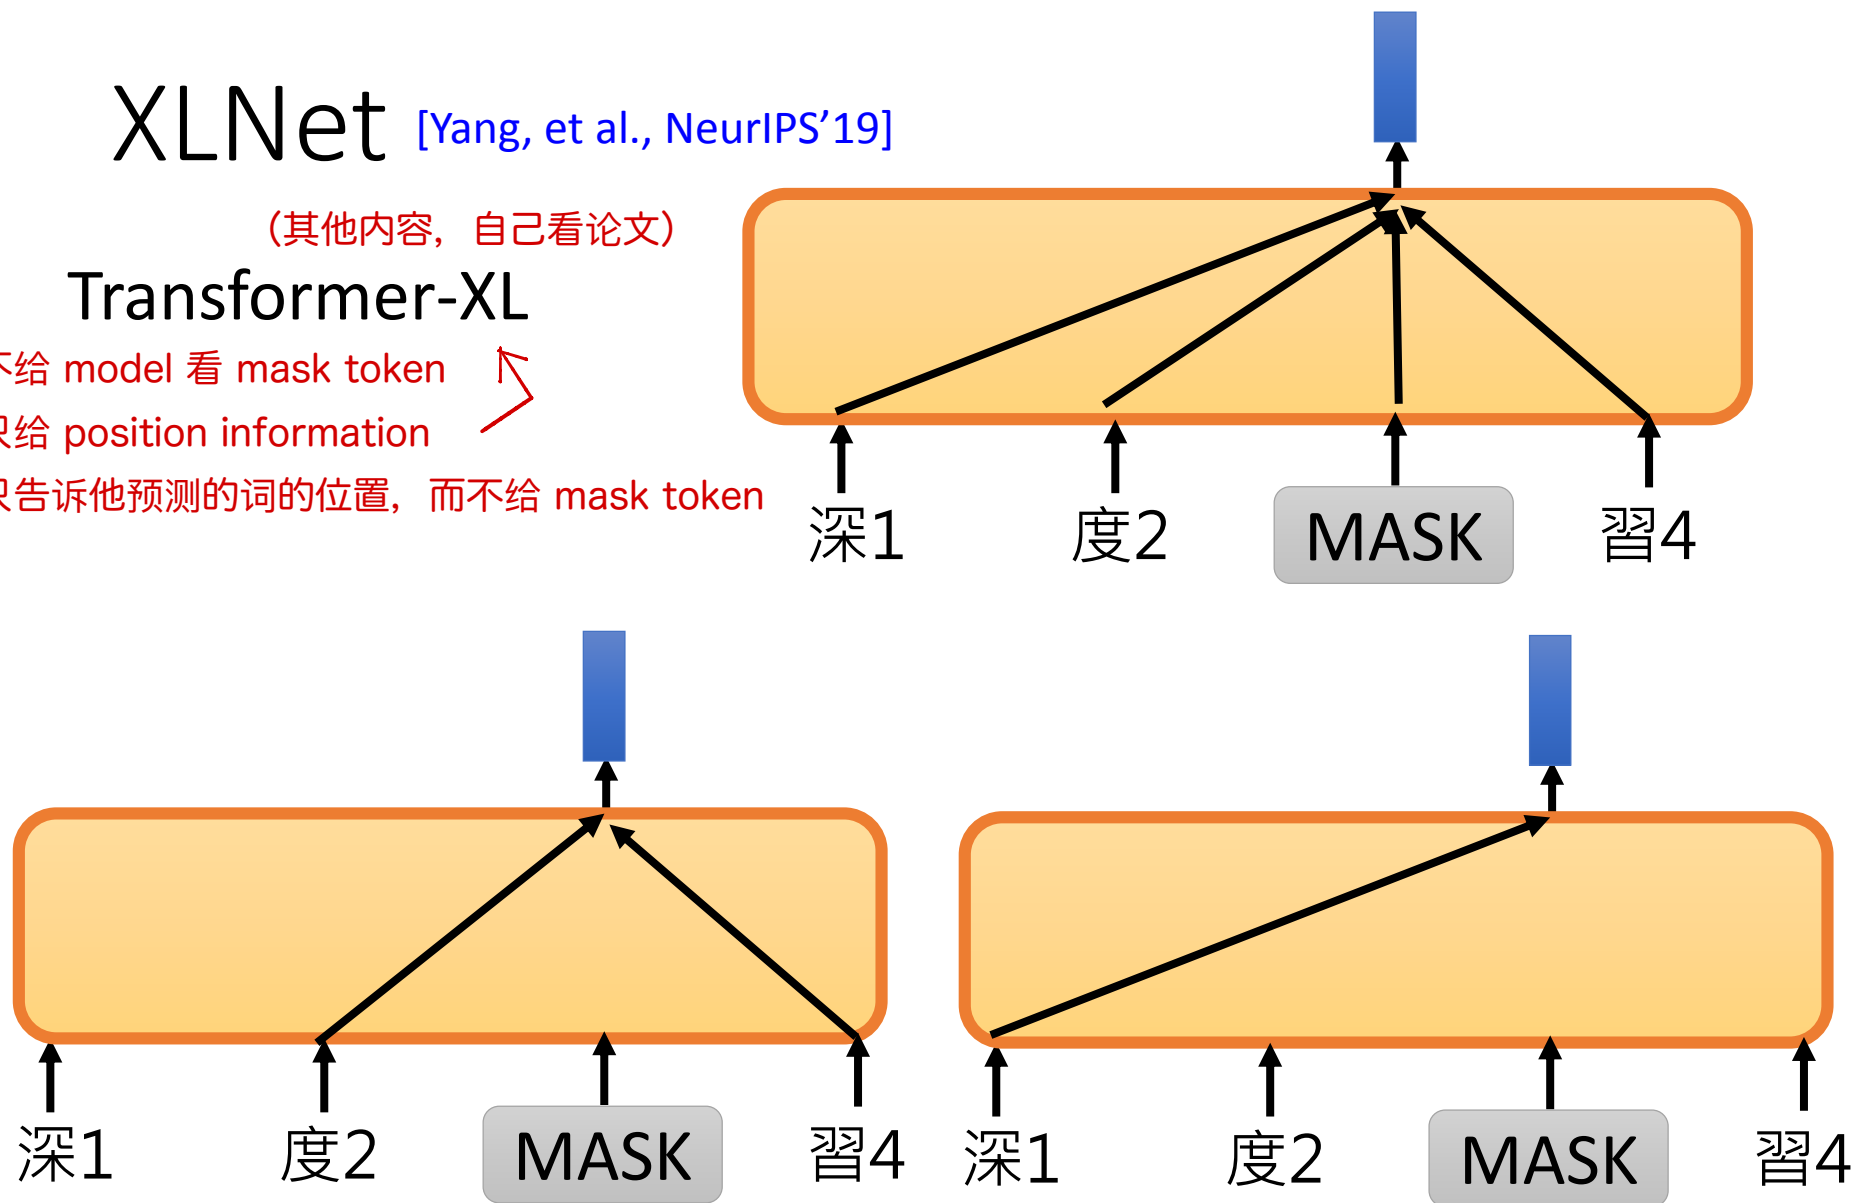 XLNet [Yang, et al., NeurIPS’19]
（其他内容，自己看论文）
Transformer-XL
不给 model 看 mask token
只给 position information
只告诉他预测的词的位置，而不给 mask token
深1 度2 MASK 習4
深1 度2 MASK 習4
深1 度2 MASK 習4